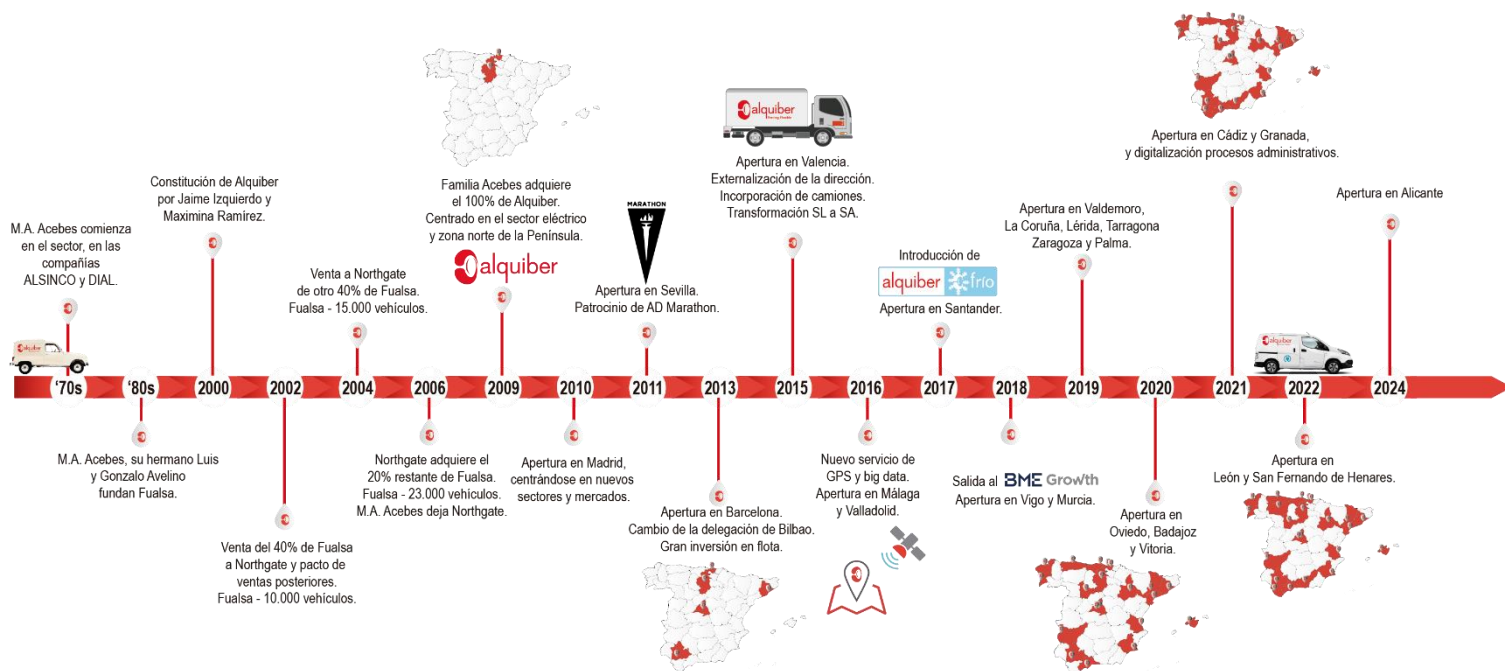 M.A. Acebes comienza
en el sector, en las
compañías
ALSINCO y DIAL.
'70s
'80s
M.A. Acebes, su hermano Luis
y Gonzalo Avelino
fundan Fualsa.
Constitución de Alquiber
por Jaime Izquierdo y
Maximina Ramírez.
2000
2002
Venta del 40% de Fualsa
a Northgate y pacto de
ventas posteriores.
Fualsa - 10.000 vehículos.
Venta a Northgate
de otro 40% de Fualsa.
Fualsa - 15.000 vehículos.
2004
2006
Northgate adquiere el
20% restante de Fualsa.
Fualsa - 23.000 vehículos.
M.A. Acebes deja Northgate.
Familia Acebes adquiere
el 100% de Alquiber.
Centrado en el sector eléctrico
y zona norte de la Península.
alquiber
2009
2010
Apertura en Madrid,
centrándose en nuevos
sectores y mercados.
MARATHON
Apertura en Sevilla.
Patrocinio de AD Marathon.
2011
2013
Apertura en Barcelona.
Cambio de la delegación de Bilbao.
Gran inversión en flota.
alquiber
Apertura en Valencia.
Externalización de la dirección.
Incorporación de camiones.
Transformación SL a SA.
2015
2016
Nuevo servicio de
GPS y big data.
Apertura en Málaga
y Valladolid.
Introducción de
alquiber frío
Apertura en Santander.
2017
2018
Salida al BME Growth
Apertura en Vigo y Murcia.
Apertura en Valdemoro,
La Coruña, Lérida, Tarragona
Zaragoza y Palma.
2019
2020
Apertura en
Oviedo, Badajoz
y Vitoria.
Apertura en Cádiz y Granada,
y digitalización procesos administrativos.
2021
alquiber
2022
Apertura en
León y San Fernando de Henares.
Apertura en Alicante
2024